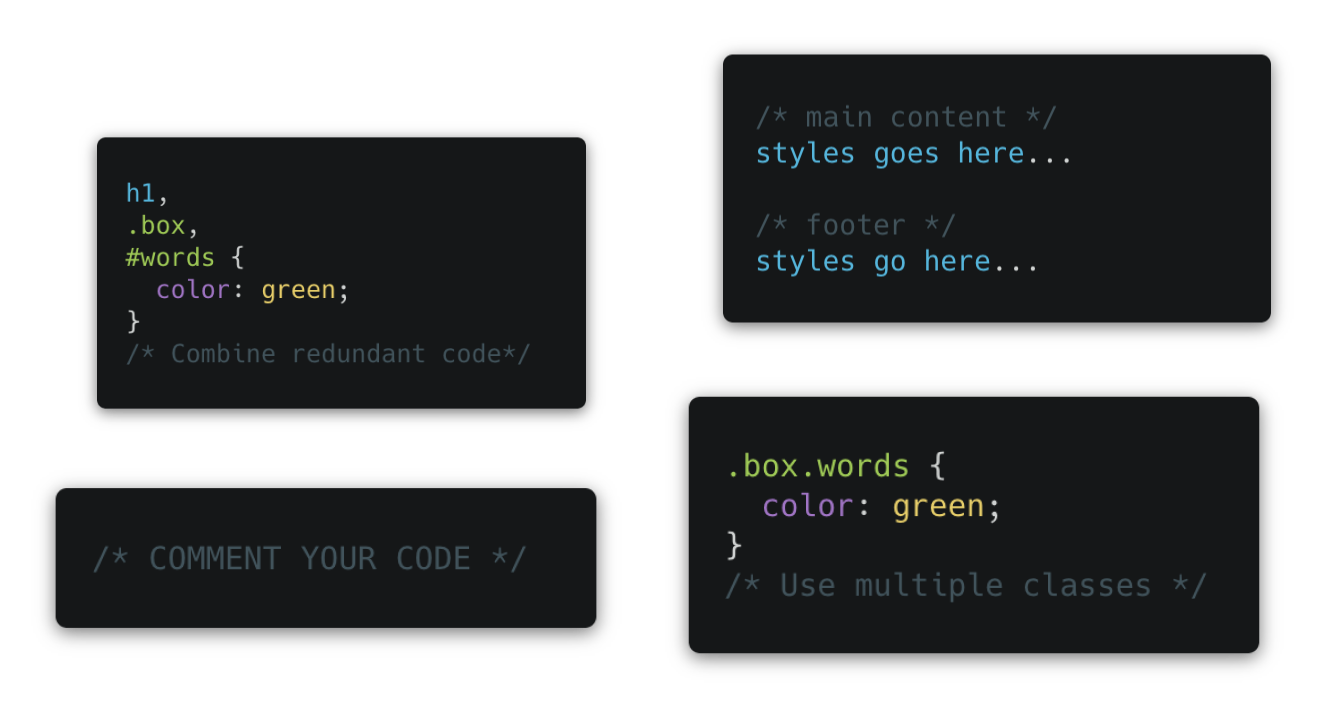 h1,
.box,
#words {
  color: green;
}
/* Combine redundant code*/
/* COMMENT YOUR CODE */
/* main content */
styles goes here...

/* footer */
styles go here...
.box.words {
  color: green;
}
/* Use multiple classes */